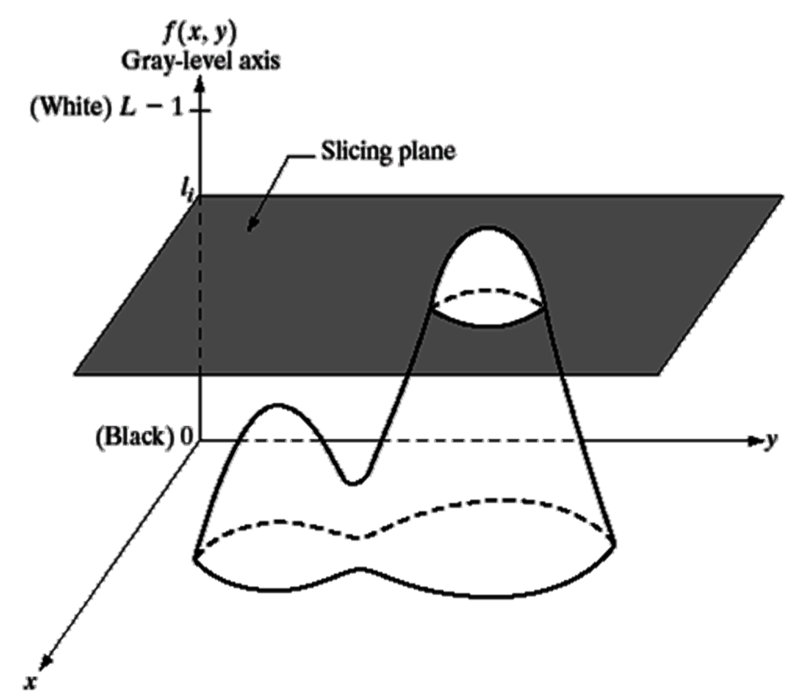 f(x, y)
Gray-level axis
(White) L − 1
Slicing plane
lᵢ
(Black) 0
y
x